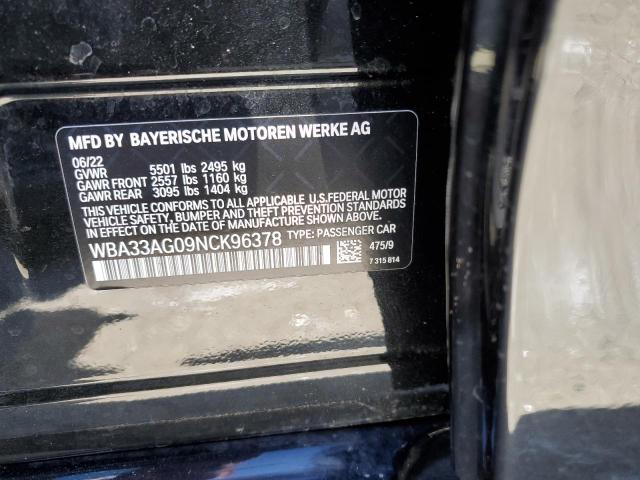 MFD BY BAYERISCHE MOTOREN WERKE AG
06/22
GVWR 5501 lbs 2495 kg
GAWR FRONT 2557 lbs 1160 kg
GAWR REAR 3095 lbs 1404 kg
THIS VEHICLE CONFORMS TO ALL APPLICABLE U.S. FEDERAL MOTOR
VEHICLE SAFETY, BUMPER, AND THEFT PREVENTION STANDARDS
IN EFFECT ON THE DATE OF MANUFACTURE SHOWN ABOVE.
WBA33AG09NCK96378 TYPE: PASSENGER CAR
475/9
7 315 814